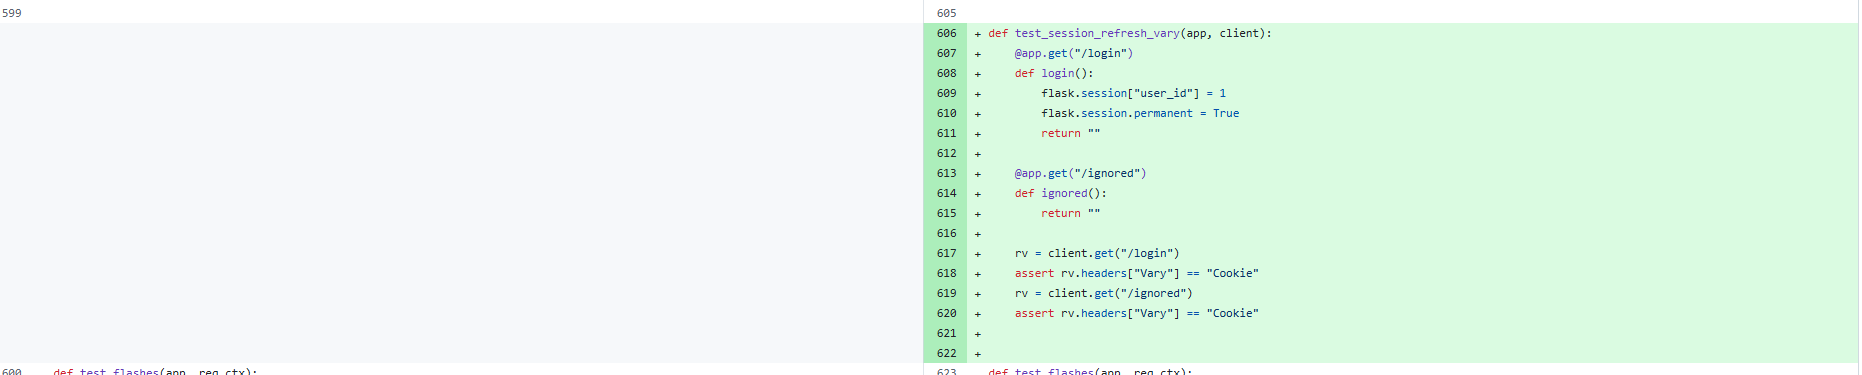 599
605
606 + def test_session_refresh_vary(app, client):
607 +     @app.get("/login")
608 +     def login():
609 +         flask.session["user_id"] = 1
610 +         flask.session.permanent = True
611 +         return ""
612 +
613 +     @app.get("/ignored")
614 +     def ignored():
615 +         return ""
616 +
617 +     rv = client.get("/login")
618 +     assert rv.headers["Vary"] == "Cookie"
619 +     rv = client.get("/ignored")
620 +     assert rv.headers["Vary"] == "Cookie"
621 +
622 +
600 def test_flashes(app, req_ctx):
623 def test_flashes(app, req_ctx):